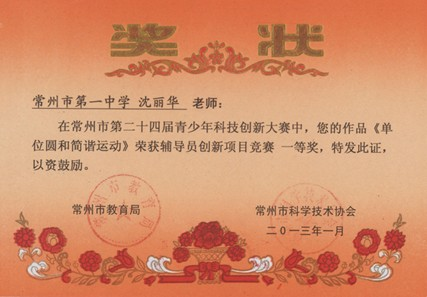 奖 状
常州市第一中学 沈丽华 老师：
在常州市第二十四届青少年科技创新大赛中，您的作品《单
位圆和简谐运动》荣获辅导员创新项目竞赛 一等奖，特发此证，
以资鼓励。
常州市教育局 常州市科学技术协会
二〇一三年一月